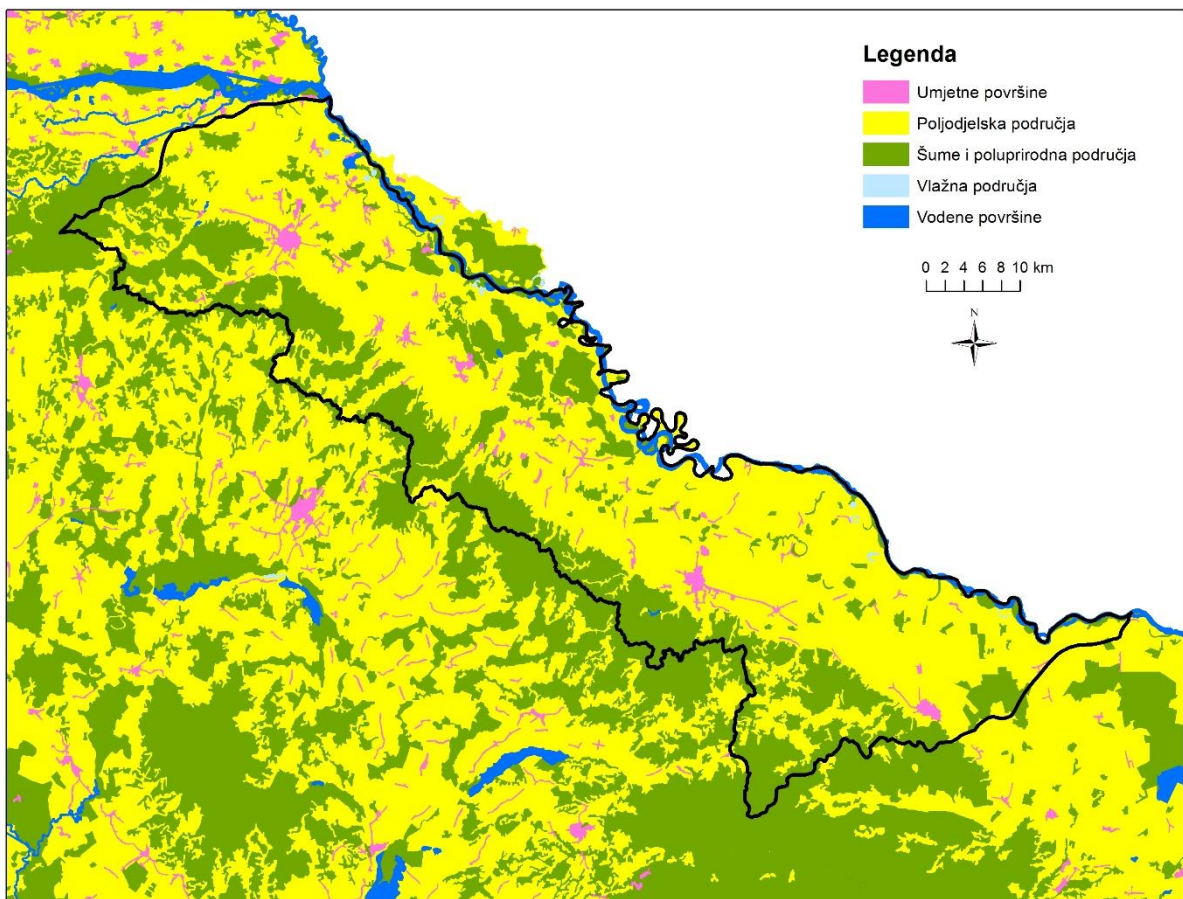 Legenda
Umjetne površine
Poljodjelska područja
Šume i poluprirodna područja
Vlažna područja
Vodene površine
0 2 4 6 8 10 km
N